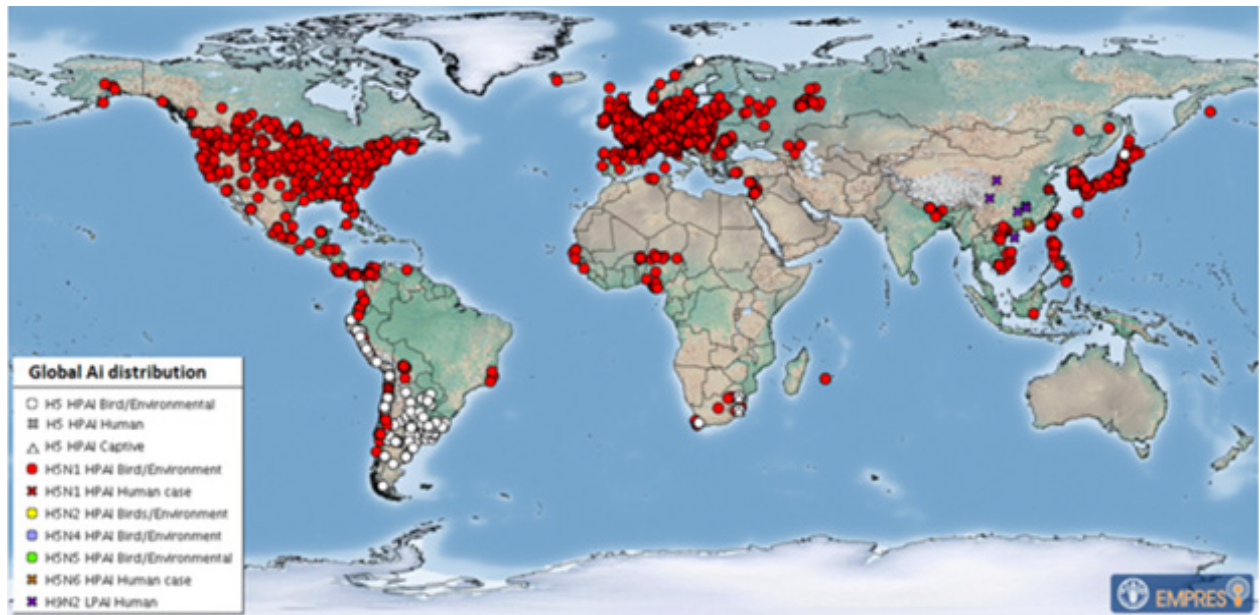 Global Ai distribution
H5 HPAI Bird/Environmental
H5 HPAI Human
H5 HPAI Captive
H5N1 HPAI Bird/Environment
H5N1 HPAI Human case
H5N2 HPAI Birds/Environment
H5N4 HPAI Bird/Environment
H5N5 HPAI Bird/Environmental
H5N6 HPAI Human case
H9N2 LPAI Human
EMPRES